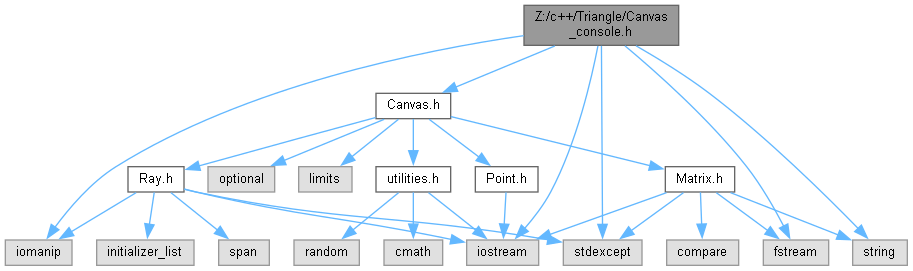 Z:/c++/Triangle/Canvas
_console.h
Canvas.h
Ray.h
optional
limits
utilities.h
Point.h
Matrix.h
iomanip
initializer_list
span
random
cmath
iostream
stdexcept
compare
fstream
string